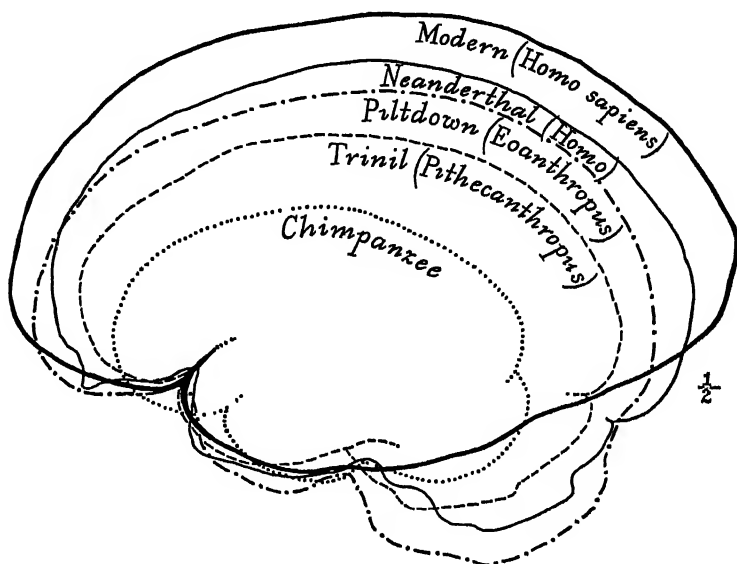 Modern (Homo sapiens)
Neanderthal (Homo)
Piltdown (Eoanthropus)
Trinil (Pithecanthropus)
Chimpanzee
1/2